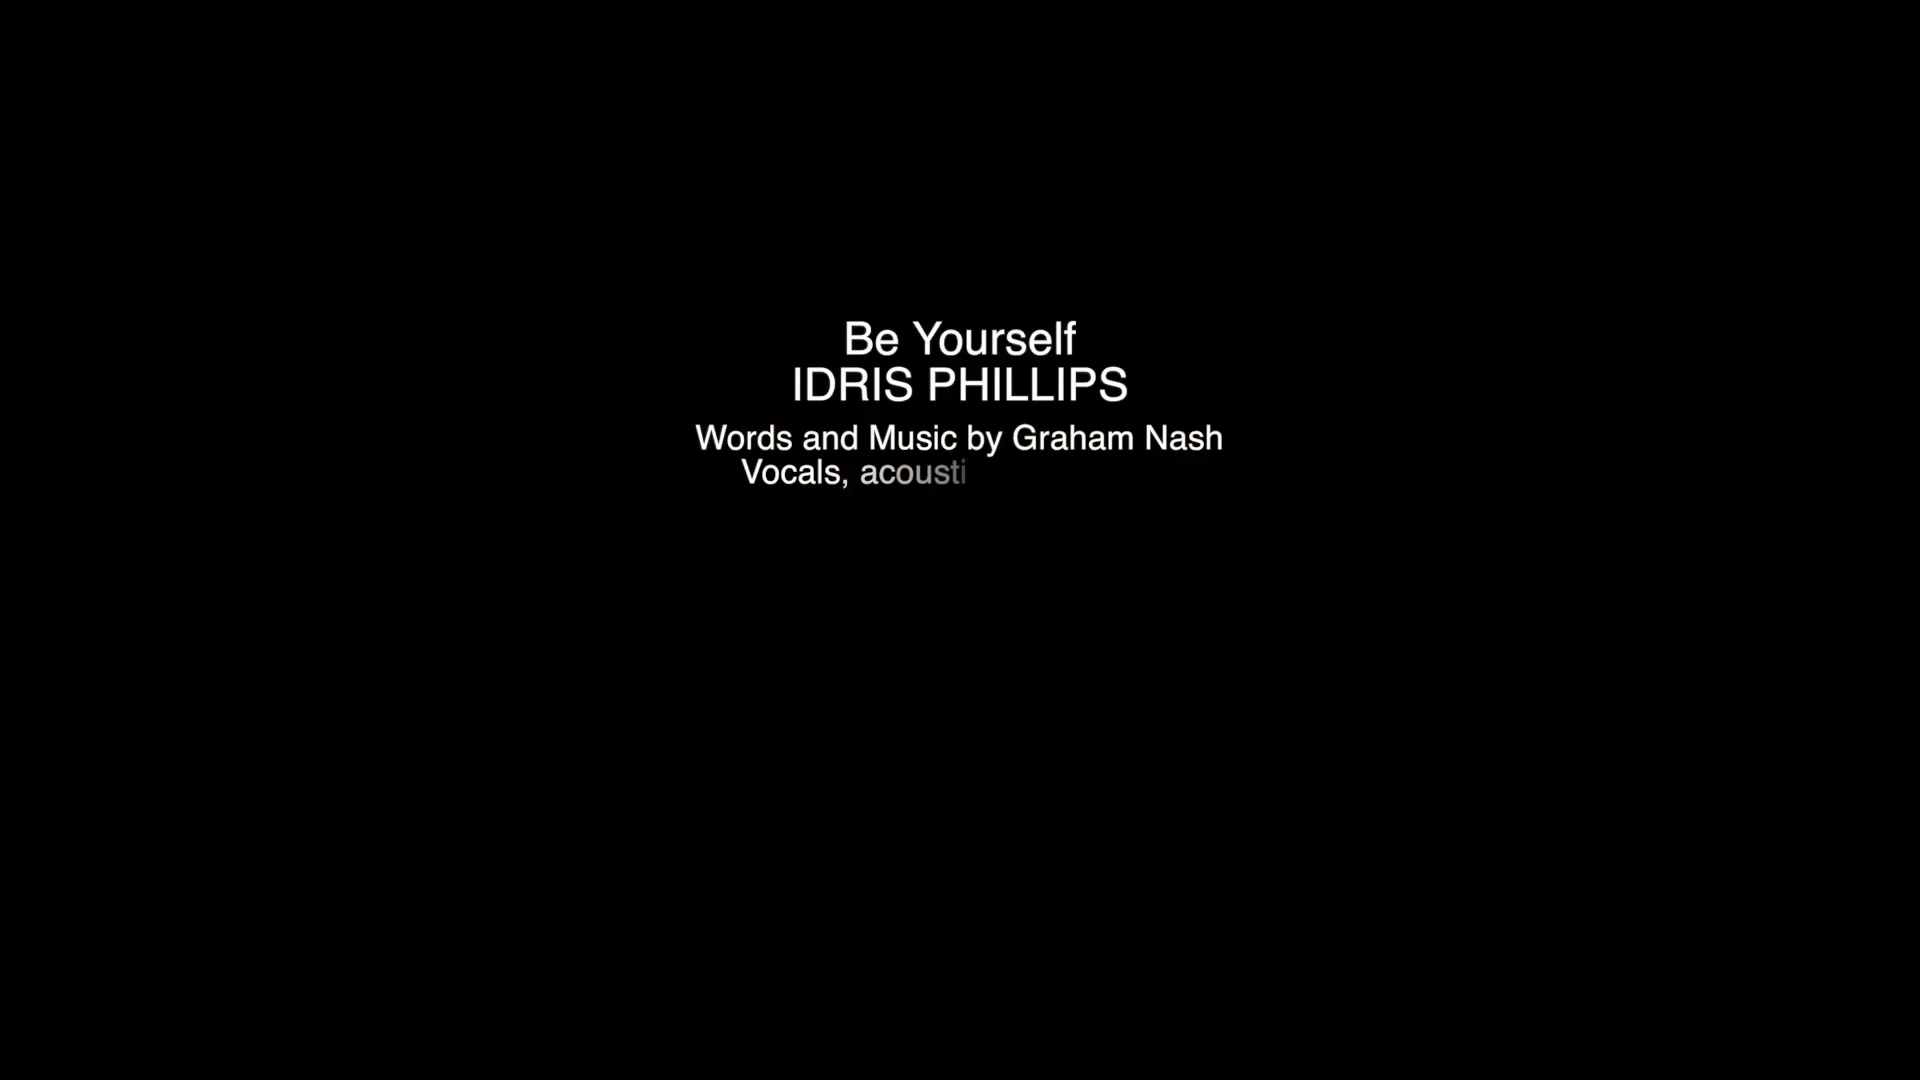 Be Yourself
IDRIS PHILLIPS
Words and Music by Graham Nash
Vocals, acousti